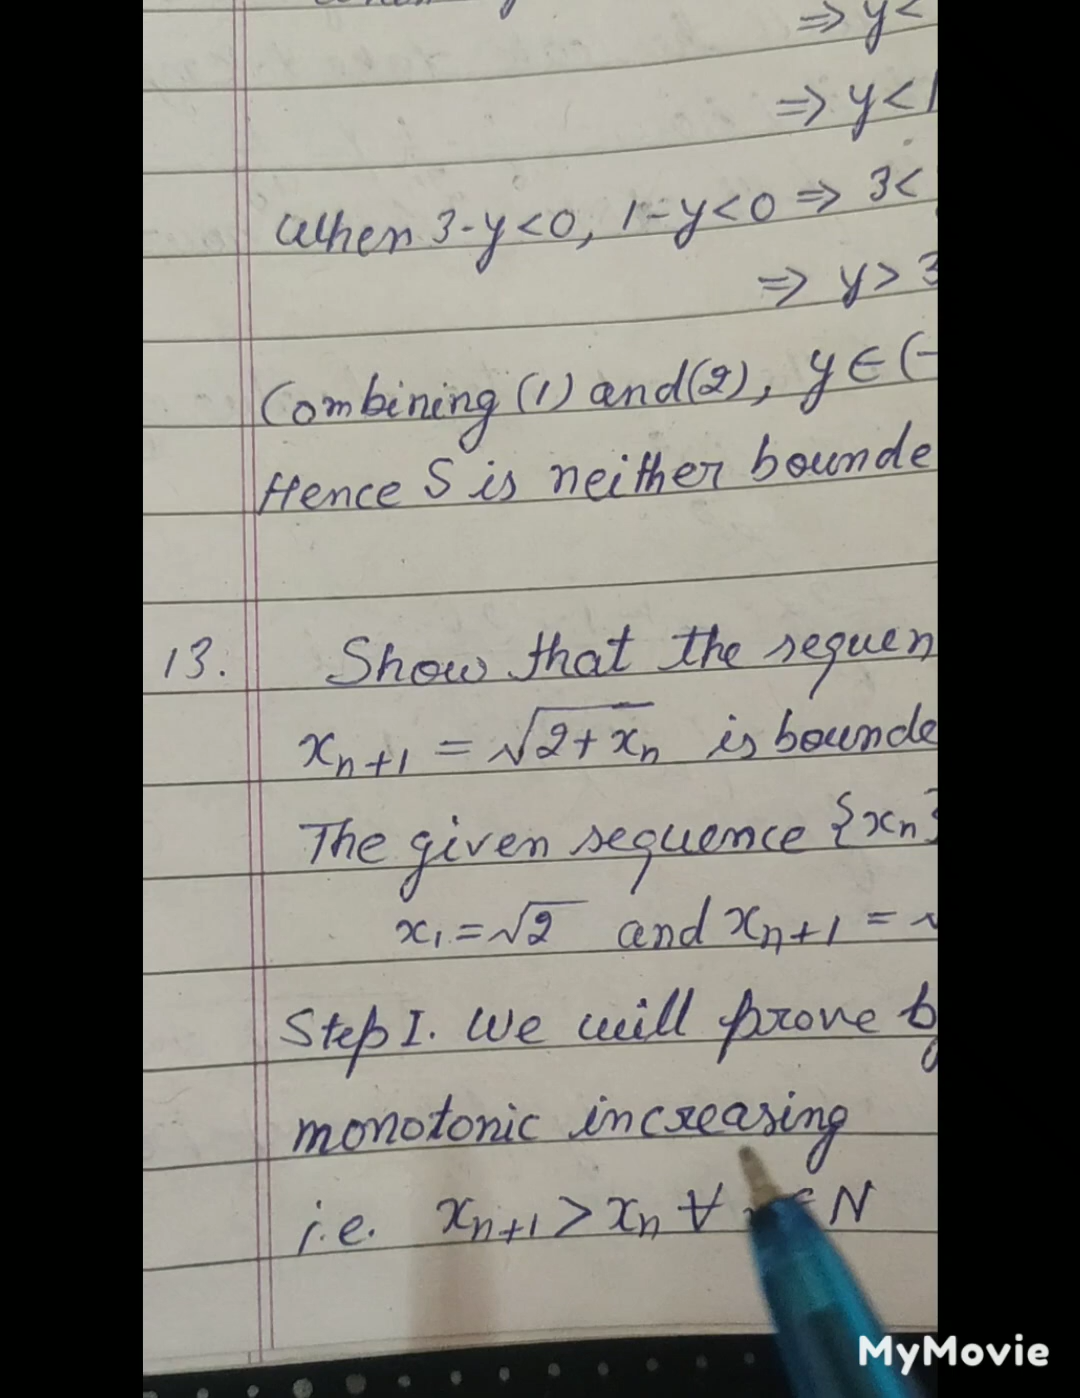 ⇒ y<
⇒ y<1
When 3-y<0, 1-y<0 ⇒ 3<
⇒ y> 3
Combining (1) and (2), y ∈ (-
Hence S is neither bounde
13. Show that the sequen
xₙ₊₁ = √(2+xₙ) is bounde
The given sequence {xₙ}
x₁ = √2 and xₙ₊₁ = √
Step I. We will prove b
monotonic increasing
i.e. xₙ₊₁ > xₙ ∀ ∈ N
MyMovie